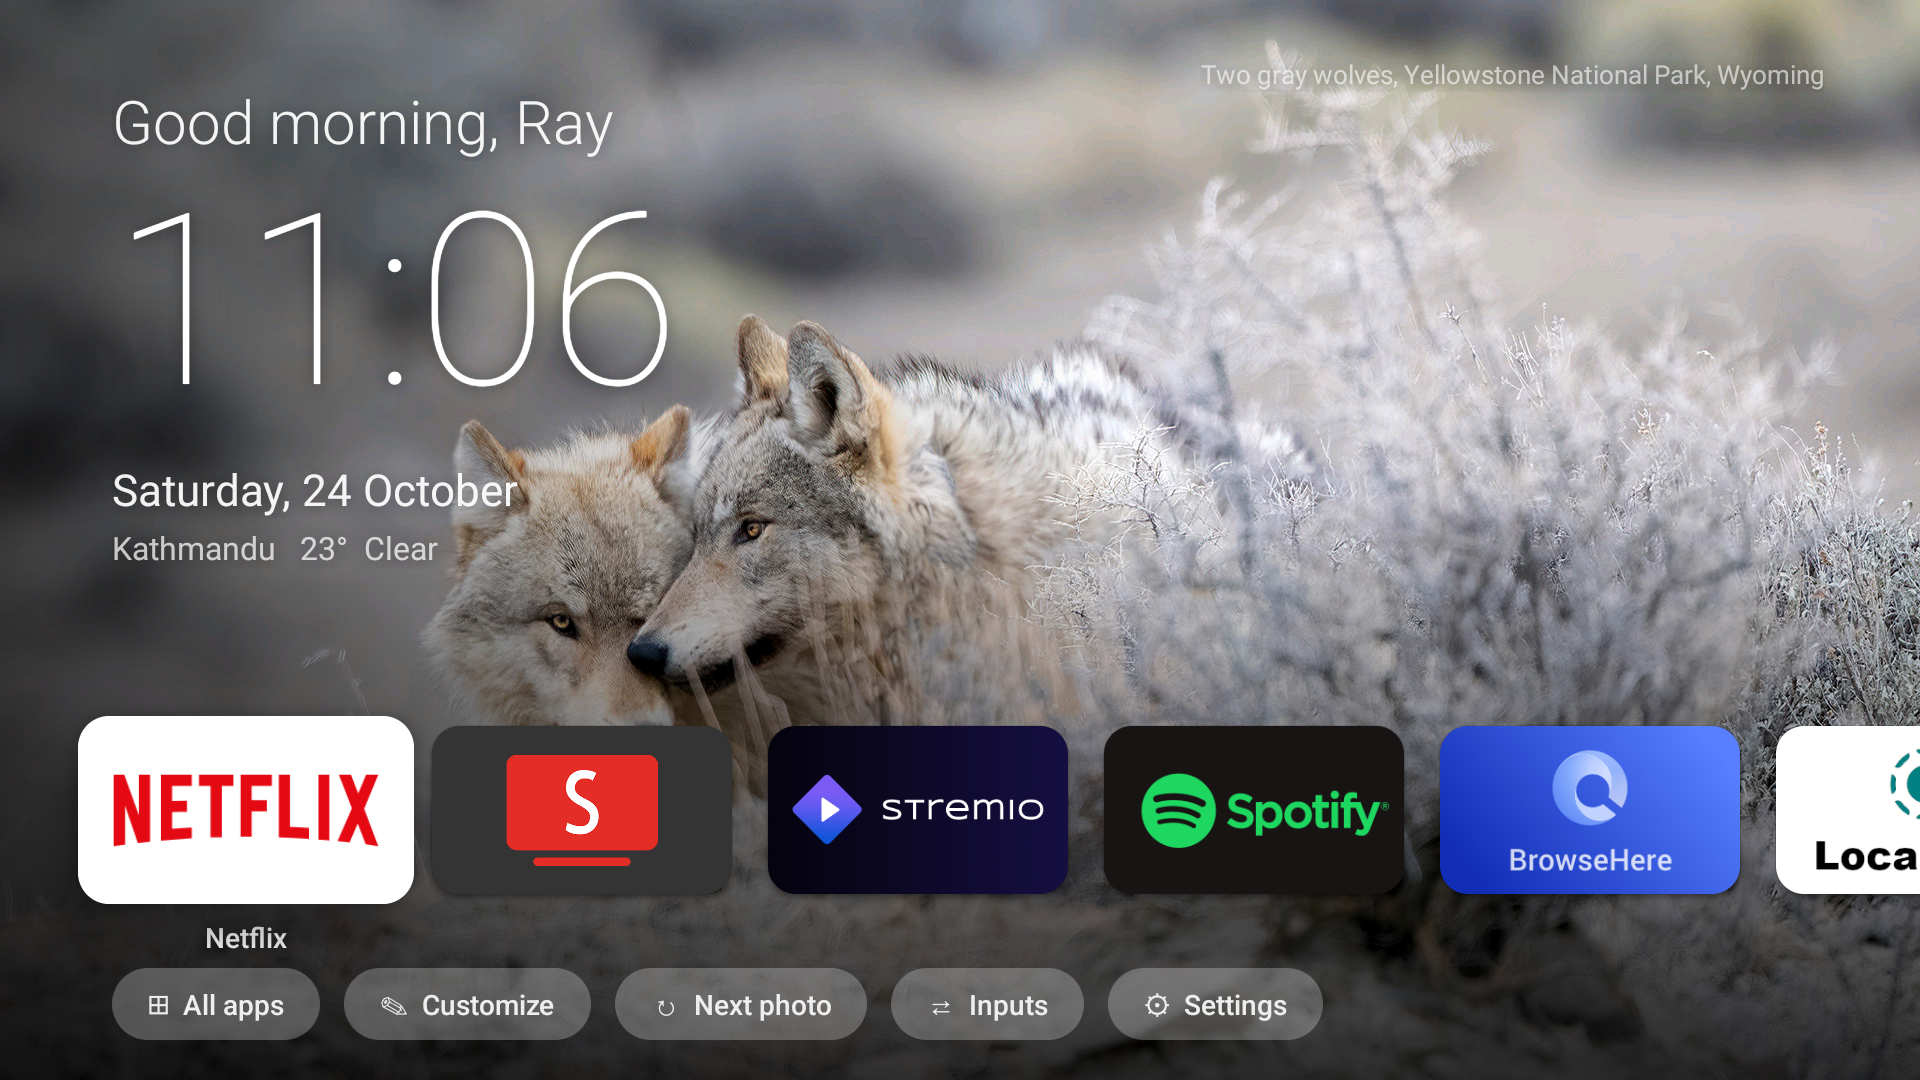 Two gray wolves, Yellowstone National Park, Wyoming
Good morning, Ray
11:06
Saturday, 24 October
Kathmandu 23° Clear
NETFLIX
S
stremio
Spotify
BrowseHere
Loca
Netflix
All apps
Customize
Next photo
Inputs
Settings